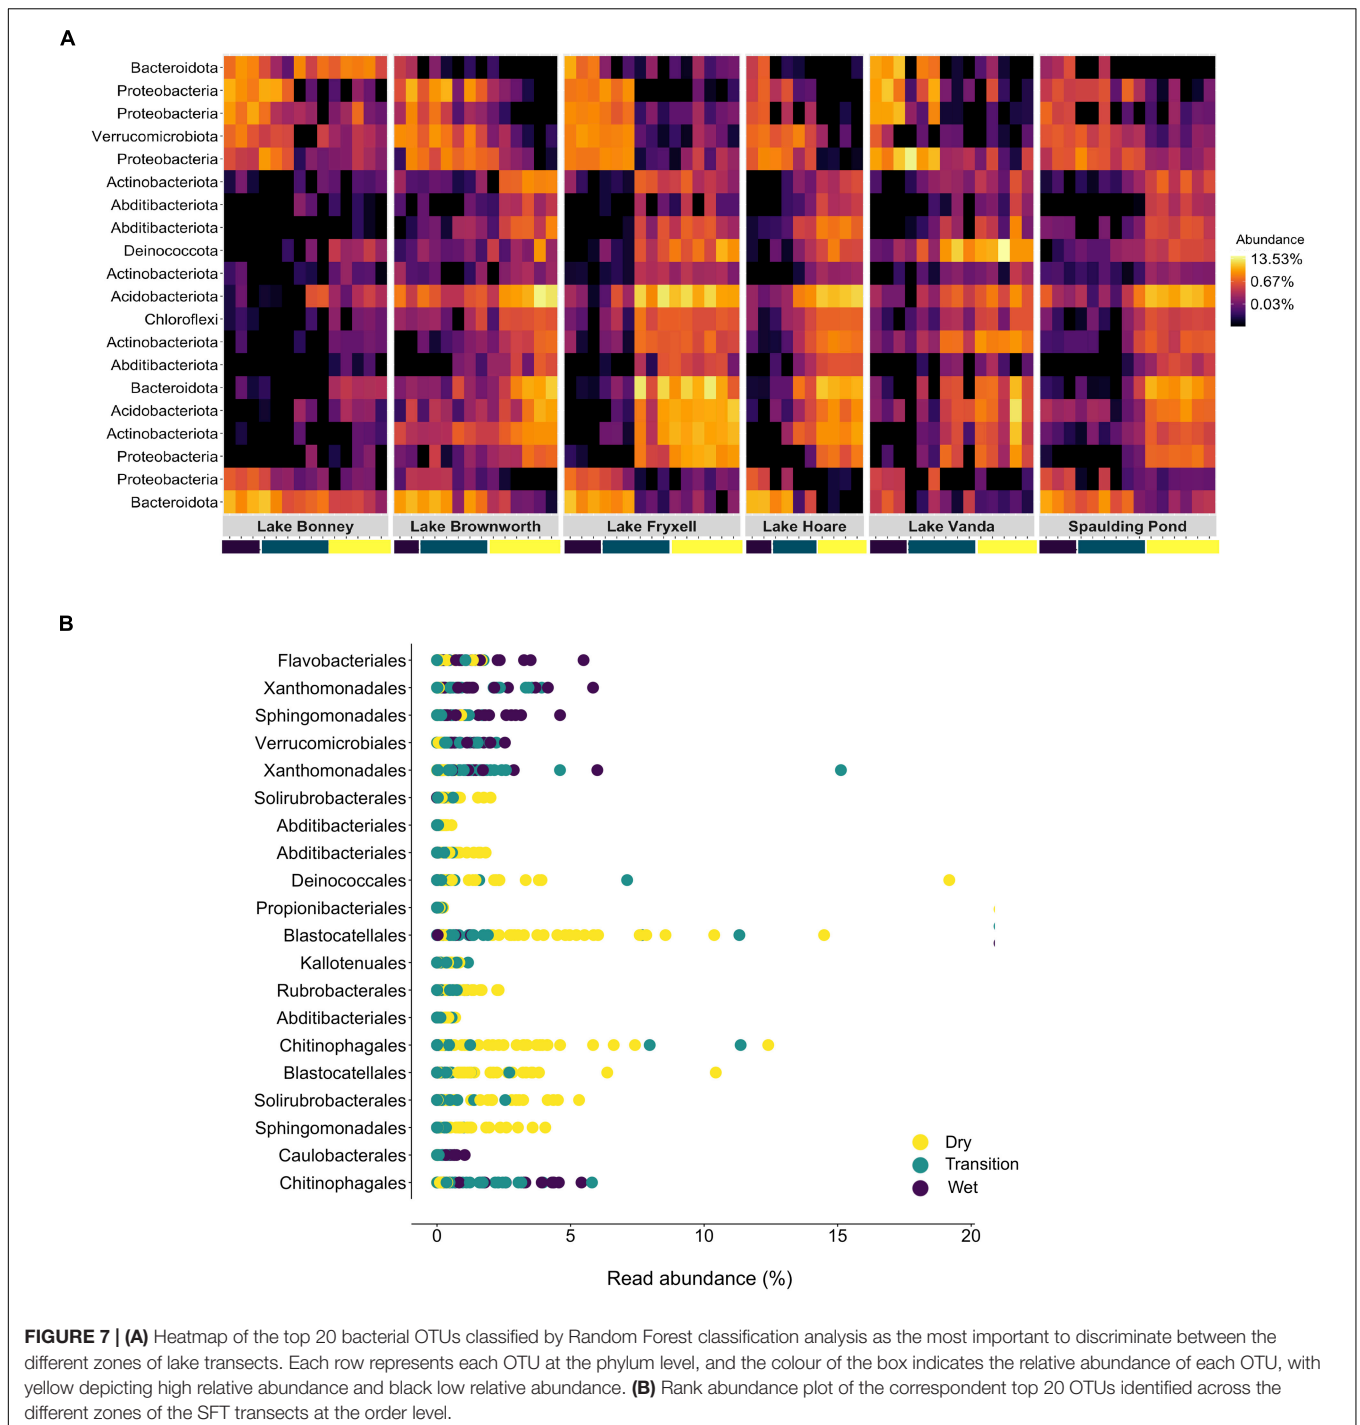 A
Bacteroidota
Proteobacteria
Proteobacteria
Verrucomicrobiota
Proteobacteria
Actinobacteriota
Abditibacteriota
Abditibacteriota
Deinococcota
Actinobacteriota
Acidobacteriota
Chloroflexi
Actinobacteriota
Abditibacteriota
Bacteroidota
Acidobacteriota
Actinobacteriota
Proteobacteria
Proteobacteria
Bacteroidota
Lake Bonney
Lake Brownworth
Lake Fryxell
Lake Hoare
Lake Vanda
Spaulding Pond
Abundance
13.53%
0.67%
0.03%
B
Flavobacteriales
Xanthomonadales
Sphingomonadales
Verrucomicrobiales
Xanthomonadales
Solirubrobacterales
Abditibacteriales
Abditibacteriales
Deinococcales
Propionibacteriales
Blastocatellales
Kallotenuales
Rubrobacterales
Abditibacteriales
Chitinophagales
Blastocatellales
Solirubrobacterales
Sphingomonadales
Caulobacterales
Chitinophagales
Dry
Transition
Wet
0 5 10 15 20
Read abundance (%)
FIGURE 7 | (A) Heatmap of the top 20 bacterial OTUs classified by Random Forest classification analysis as the most important to discriminate between the
different zones of lake transects. Each row represents each OTU at the phylum level, and the colour of the box indicates the relative abundance of each OTU, with
yellow depicting high relative abundance and black low relative abundance. (B) Rank abundance plot of the correspondent top 20 OTUs identified across the
different zones of the SFT transects at the order level.